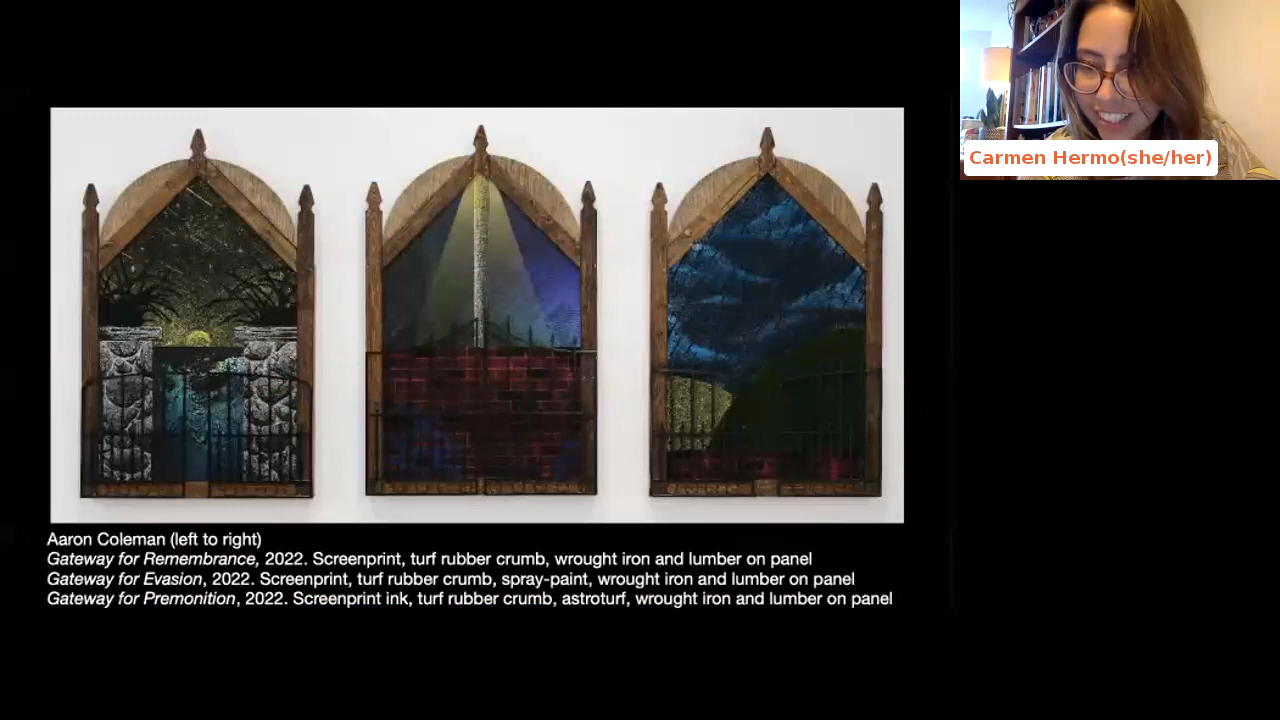 Carmen Hermo(she/her)
Aaron Coleman (left to right)
Gateway for Remembrance, 2022. Screenprint, turf rubber crumb, wrought iron and lumber on panel
Gateway for Evasion, 2022. Screenprint, turf rubber crumb, spray-paint, wrought iron and lumber on panel
Gateway for Premonition, 2022. Screenprint ink, turf rubber crumb, astroturf, wrought iron and lumber on panel